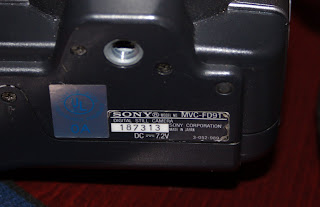 SONY® MODEL NO. MVC-FD91
DIGITAL STILL CAMERA
187313 SONY CORPORATION
MADE IN JAPAN
DC 7.2V